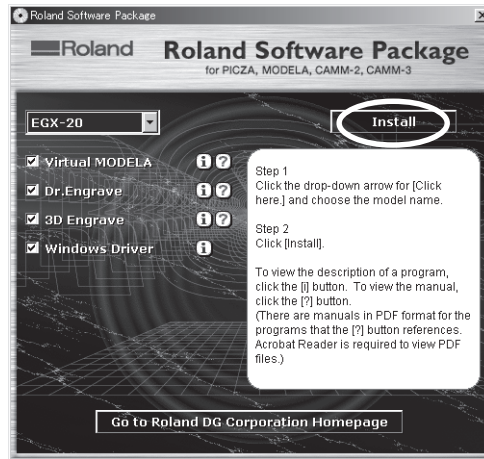 Roland Software Package
Roland
Roland Software Package
for PICZA, MODELA, CAMM-2, CAMM-3
EGX-20
Install
Virtual MODELA
i ?
Dr.Engrave
i ?
3D Engrave
i ?
Windows Driver
i
Step 1
Click the drop-down arrow for [Click
here.] and choose the model name.
Step 2
Click [Install].
To view the description of a program,
click the [i] button. To view the manual,
click the [?] button.
(There are manuals in PDF format for the
programs that the [?] button references.
Acrobat Reader is required to view PDF
files.)
Go to Roland DG Corporation Homepage